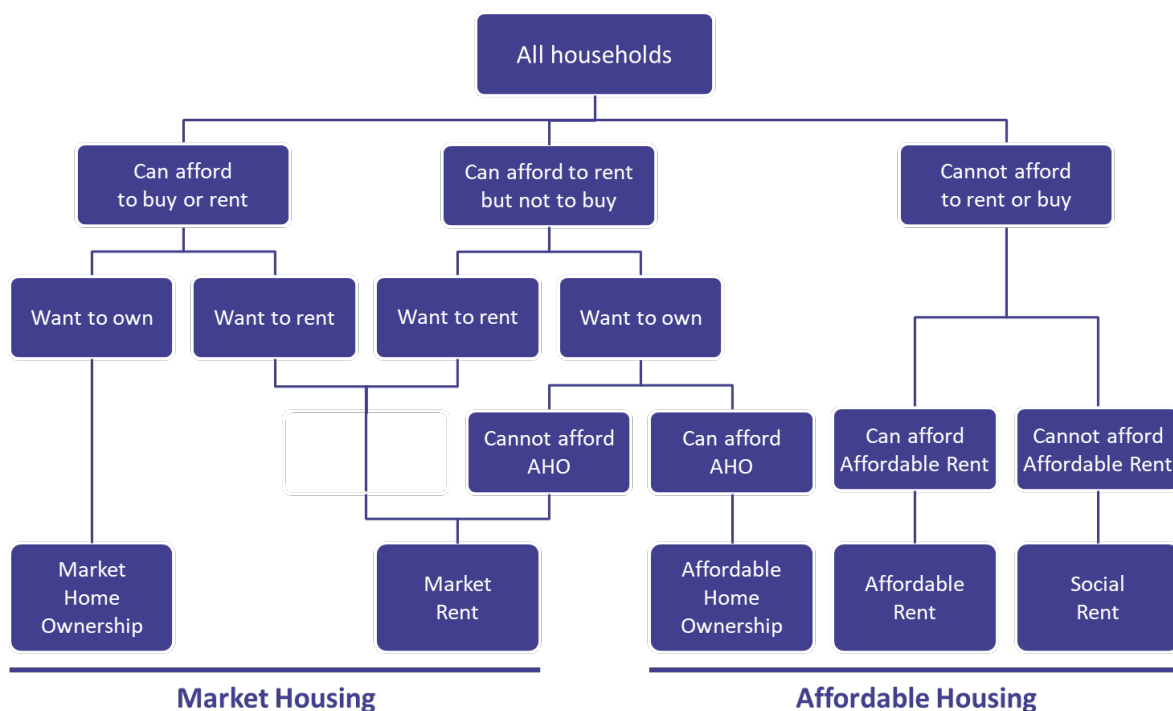 All households
Can afford
to buy or rent
Can afford to rent
but not to buy
Cannot afford
to rent or buy
Want to own
Want to rent
Want to rent
Want to own
Cannot afford
AHO
Can afford
AHO
Can afford
Affordable Rent
Cannot afford
Affordable Rent
Market
Home
Ownership
Market
Rent
Affordable
Home
Ownership
Affordable
Rent
Social
Rent
Market Housing
Affordable Housing